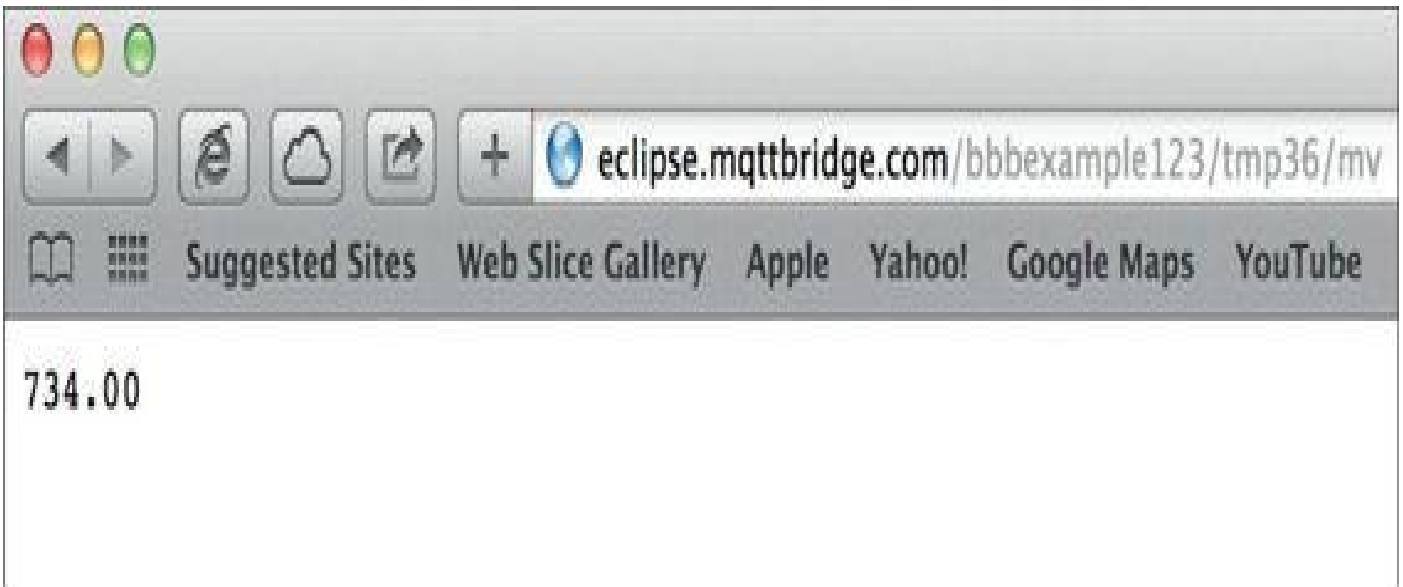 eclipse.mqttbridge.com/bbbexample123/tmp36/mv
Suggested Sites Web Slice Gallery Apple Yahoo! Google Maps YouTube
734.00